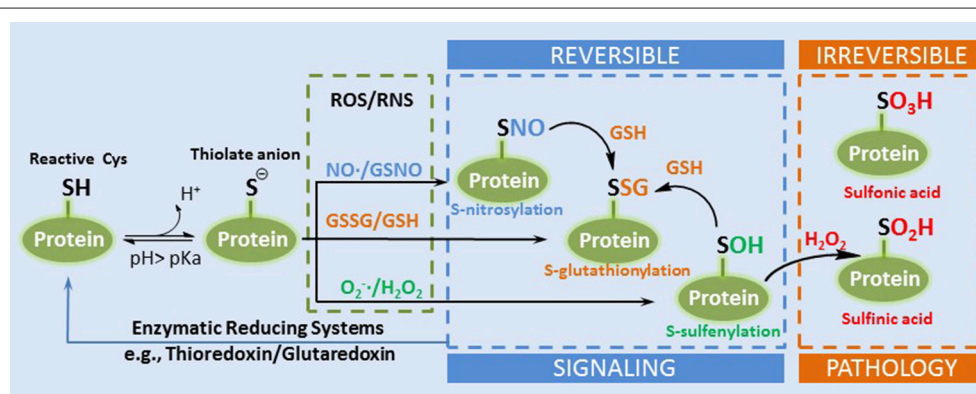 REVERSIBLE
IRREVERSIBLE
ROS/RNS
SO₃H
Protein
Sulfonic acid
Reactive Cys
SH
Protein
H⁺
pH> pKa
Thiolate anion
S⊖
Protein
NO·/GSNO
GSSG/GSH
O₂⁻·/H₂O₂
SNO
Protein
S-nitrosylation
GSH
SSG
Protein
S-glutathionylation
GSH
SOH
Protein
S-sulfenylation
H₂O₂
SO₂H
Protein
Sulfinic acid
Enzymatic Reducing Systems
e.g., Thioredoxin/Glutaredoxin
SIGNALING
PATHOLOGY